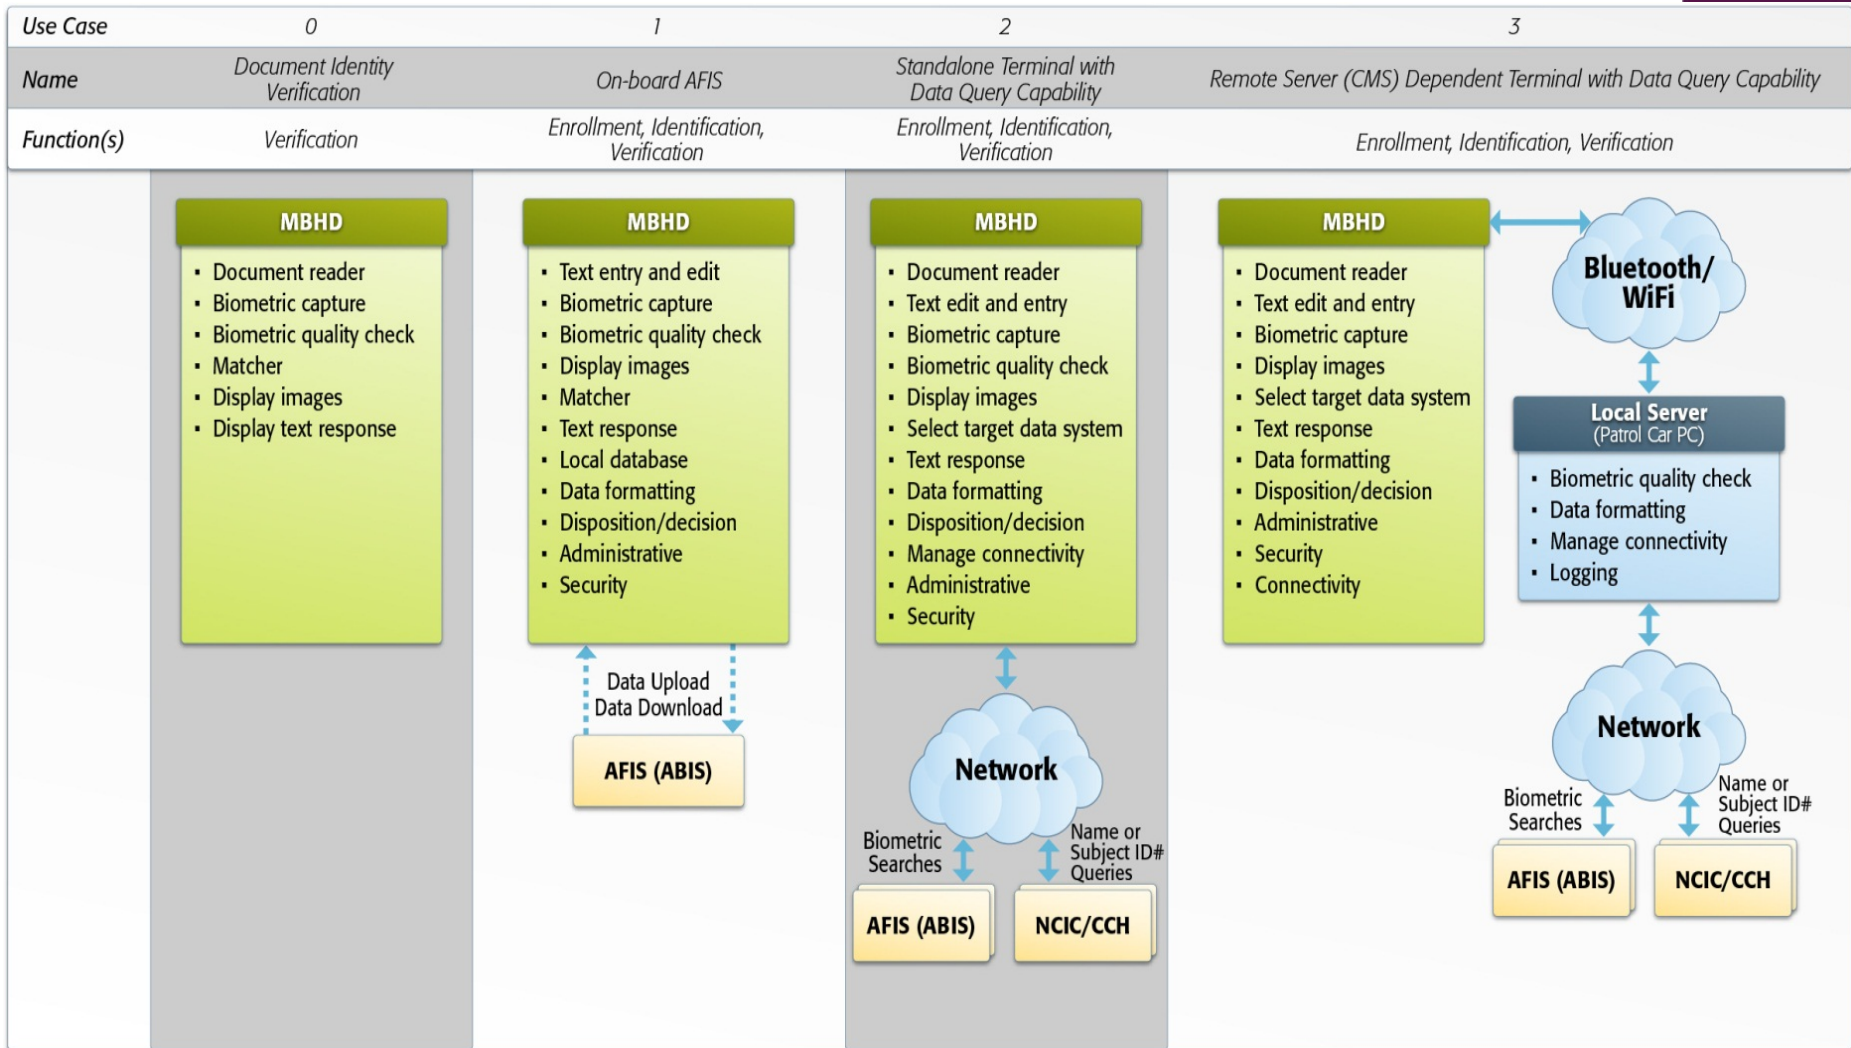 Use Case 0 1 2 3
Name
Document Identity
Verification
On-board AFIS
Standalone Terminal with
Data Query Capability
Remote Server (CMS) Dependent Terminal with Data Query Capability
Function(s)
Verification
Enrollment, Identification,
Verification
Enrollment, Identification,
Verification
Enrollment, Identification, Verification
MBHD
▪ Document reader
▪ Biometric capture
▪ Biometric quality check
▪ Matcher
▪ Display images
▪ Display text response
MBHD
▪ Text entry and edit
▪ Biometric capture
▪ Biometric quality check
▪ Display images
▪ Matcher
▪ Text response
▪ Local database
▪ Data formatting
▪ Disposition/decision
▪ Administrative
▪ Security
Data Upload
Data Download
AFIS (ABIS)
MBHD
▪ Document reader
▪ Text edit and entry
▪ Biometric capture
▪ Biometric quality check
▪ Display images
▪ Select target data system
▪ Text response
▪ Data formatting
▪ Disposition/decision
▪ Manage connectivity
▪ Administrative
▪ Security
Network
Biometric
Searches
Name or
Subject ID#
Queries
AFIS (ABIS)
NCIC/CCH
MBHD
▪ Document reader
▪ Text edit and entry
▪ Biometric capture
▪ Display images
▪ Select target data system
▪ Text response
▪ Data formatting
▪ Disposition/decision
▪ Administrative
▪ Security
▪ Connectivity
Bluetooth/
WiFi
Local Server
(Patrol Car PC)
▪ Biometric quality check
▪ Data formatting
▪ Manage connectivity
▪ Logging
Network
Biometric
Searches
Name or
Subject ID#
Queries
AFIS (ABIS)
NCIC/CCH